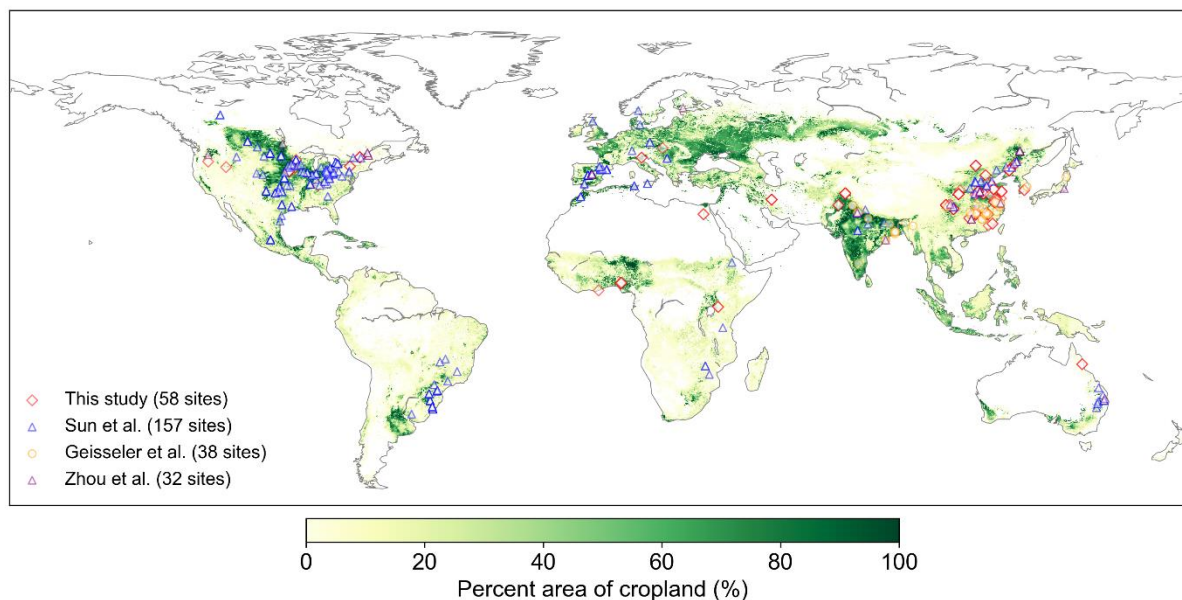 This study (58 sites)
Sun et al. (157 sites)
Geisseler et al. (38 sites)
Zhou et al. (32 sites)
0 20 40 60 80 100
Percent area of cropland (%)